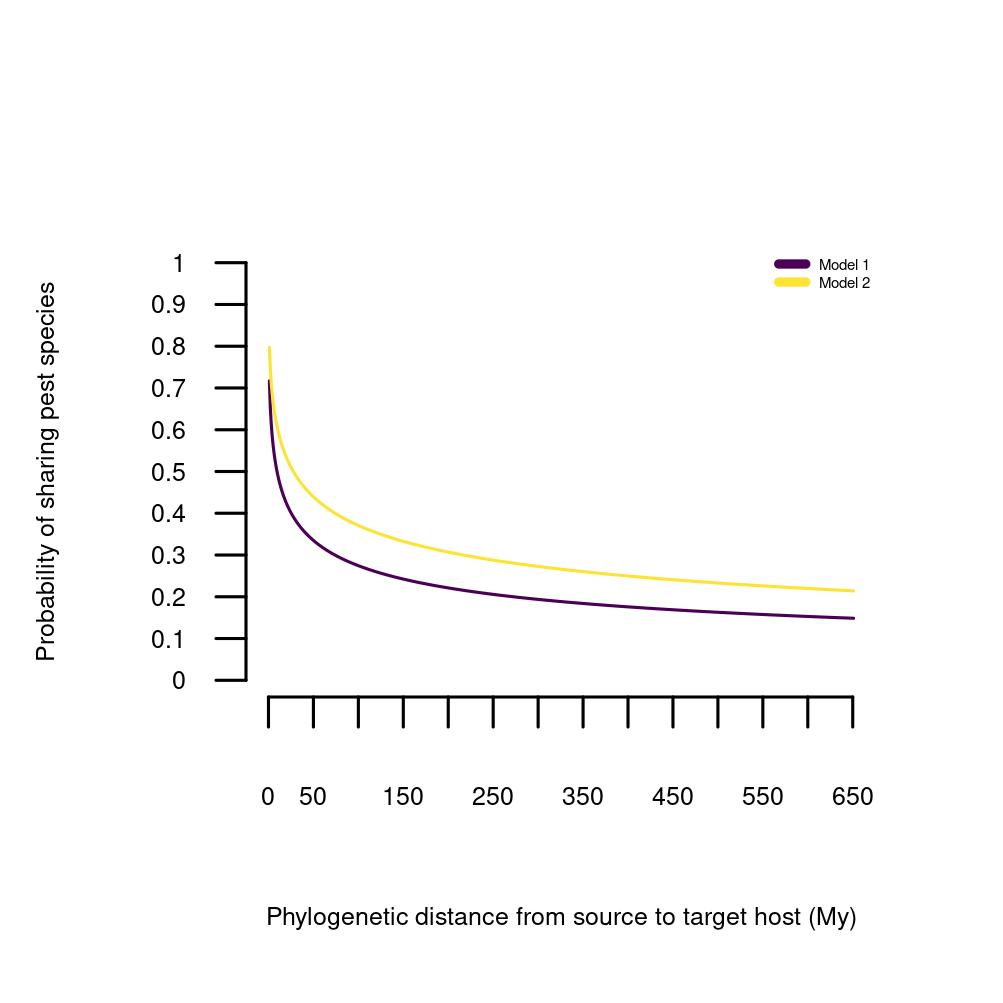 Model 1
Model 2
1
0.9
0.8
0.7
0.6
0.5
0.4
0.3
0.2
0.1
0
Probability of sharing pest species
0 50 150 250 350 450 550 650
Phylogenetic distance from source to target host (My)